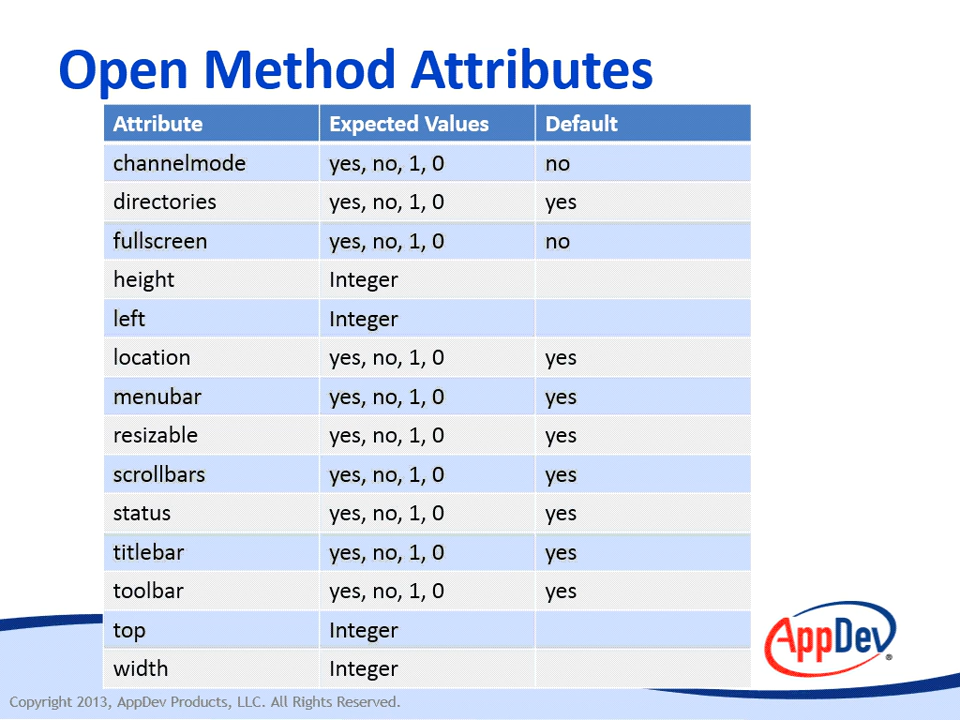 Open Method Attributes
Attribute Expected Values Default
channelmode yes, no, 1, 0 no
directories yes, no, 1, 0 yes
fullscreen yes, no, 1, 0 no
height Integer
left Integer
location yes, no, 1, 0 yes
menubar yes, no, 1, 0 yes
resizable yes, no, 1, 0 yes
scrollbars yes, no, 1, 0 yes
status yes, no, 1, 0 yes
titlebar yes, no, 1, 0 yes
toolbar yes, no, 1, 0 yes
top Integer
width Integer
AppDev®
Copyright 2013, AppDev Products, LLC. All Rights Reserved.